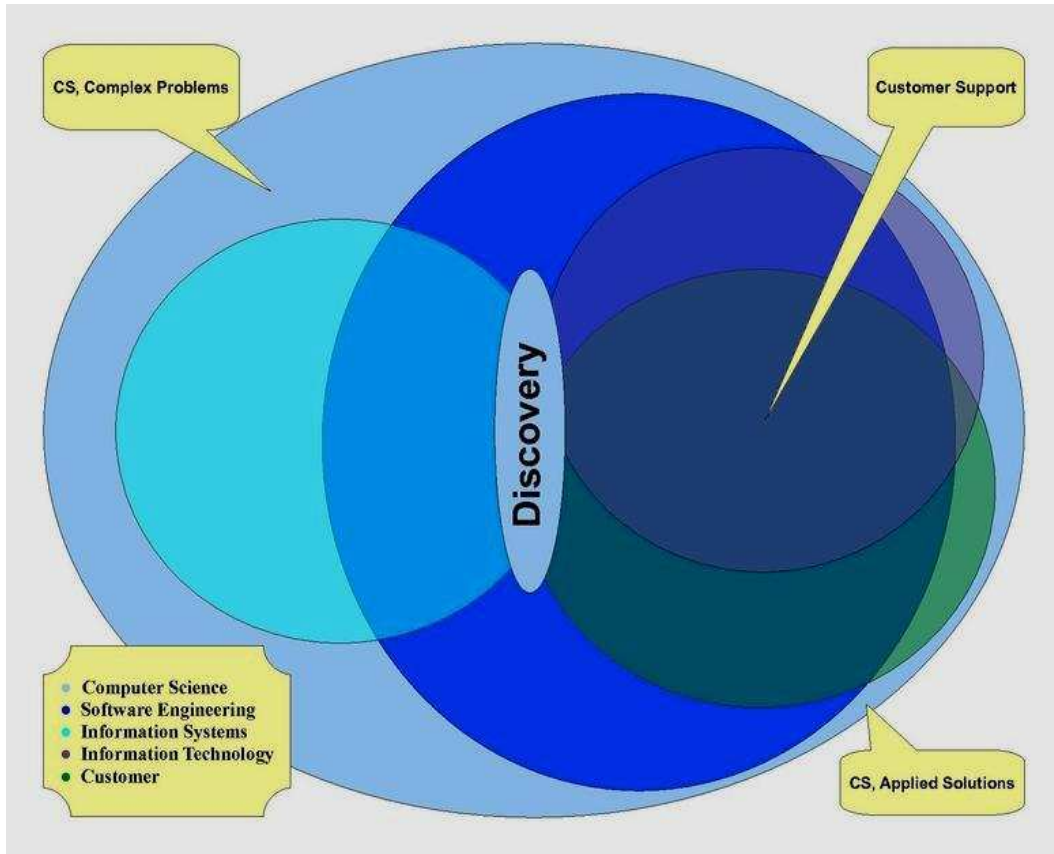 CS, Complex Problems
Customer Support
Discovery
Computer Science
Software Engineering
Information Systems
Information Technology
Customer
CS, Applied Solutions